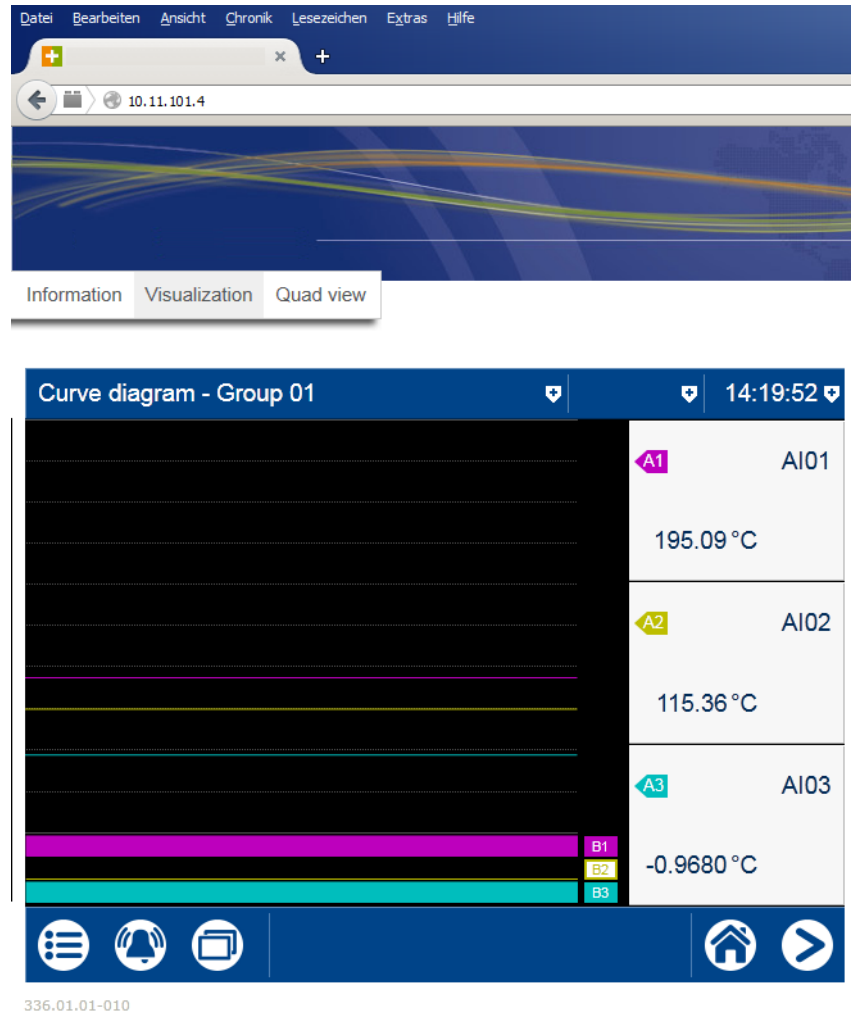 Datei Bearbeiten Ansicht Chronik Lesezeichen Extras Hilfe
10.11.101.4
Information Visualization Quad view
Curve diagram - Group 01 14:19:52
A1 AI01
195.09 °C
A2 AI02
115.36 °C
A3 AI03
-0.9680 °C
B1
B2
B3
336.01.01-010